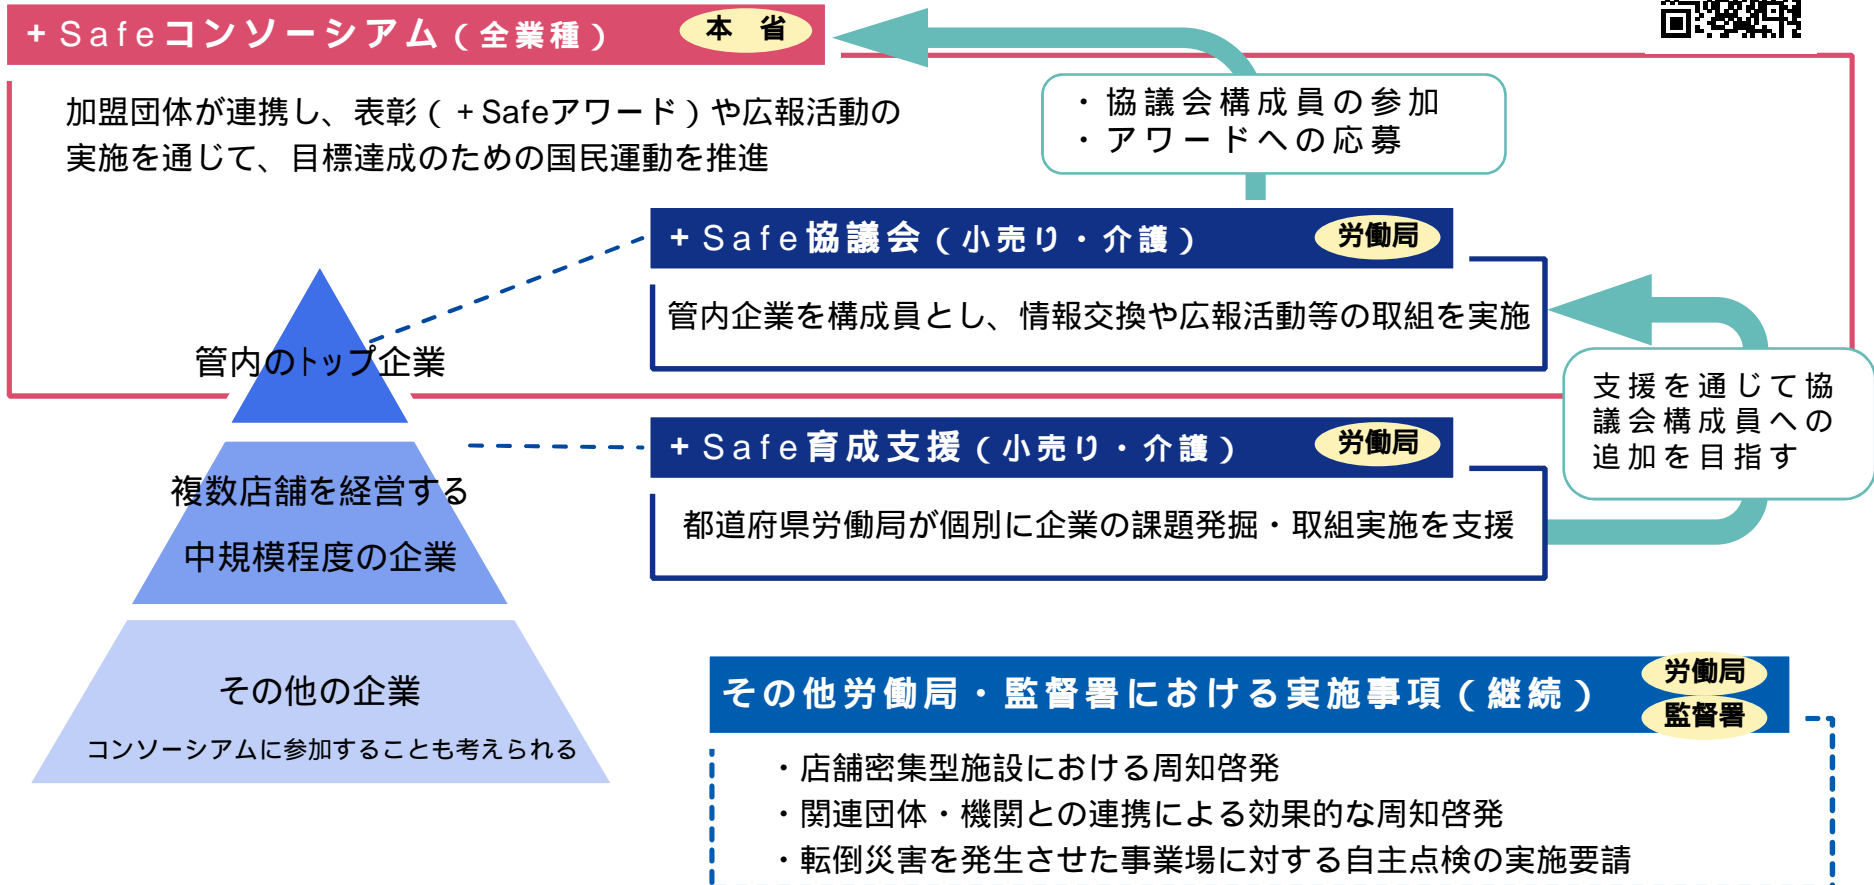 +Safeコンソーシアム（全業種） 本 省
加盟団体が連携し、表彰（+Safeアワード）や広報活動の
実施を通じて、目標達成のための国民運動を推進
・協議会構成員の参加
・アワードへの応募
+Safe協議会（小売り・介護） 労働局
管内企業を構成員とし、情報交換や広報活動等の取組を実施
管内のトップ企業
支援を通じて協
議会構成員への
追加を目指す
+Safe育成支援（小売り・介護） 労働局
都道府県労働局が個別に企業の課題発掘・取組実施を支援
複数店舗を経営する
中規模程度の企業
その他の企業
コンソーシアムに参加することも考えられる
その他労働局・監督署における実施事項（継続） 労働局
監督署
・店舗密集型施設における周知啓発
・関連団体・機関との連携による効果的な周知啓発
・転倒災害を発生させた事業場に対する自主点検の実施要請